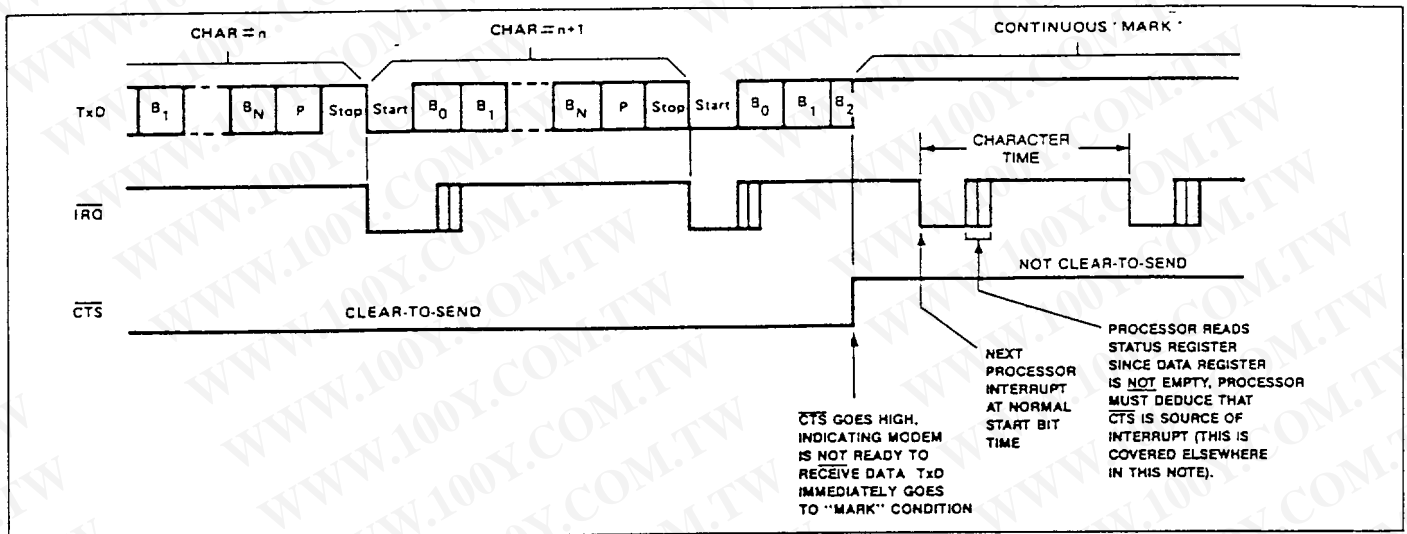 CHAR=n
CHAR=n+1
CONTINUOUS "MARK"
TxD
B1
BN
P
Stop
Start
B0
B1
BN
P
Stop
Start
B0
B1
B2
CHARACTER
TIME
IRQ
NOT CLEAR-TO-SEND
CTS
CLEAR-TO-SEND
CTS GOES HIGH,
INDICATING MODEM
IS NOT READY TO
RECEIVE DATA TxD
IMMEDIATELY GOES
TO "MARK" CONDITION
NEXT
PROCESSOR
INTERRUPT
AT NORMAL
START BIT
TIME
PROCESSOR READS
STATUS REGISTER
SINCE DATA REGISTER
IS NOT EMPTY, PROCESSOR
MUST DEDUCE THAT
CTS IS SOURCE OF
INTERRUPT (THIS IS
COVERED ELSEWHERE
IN THIS NOTE).
WWW.100Y.COM.TW